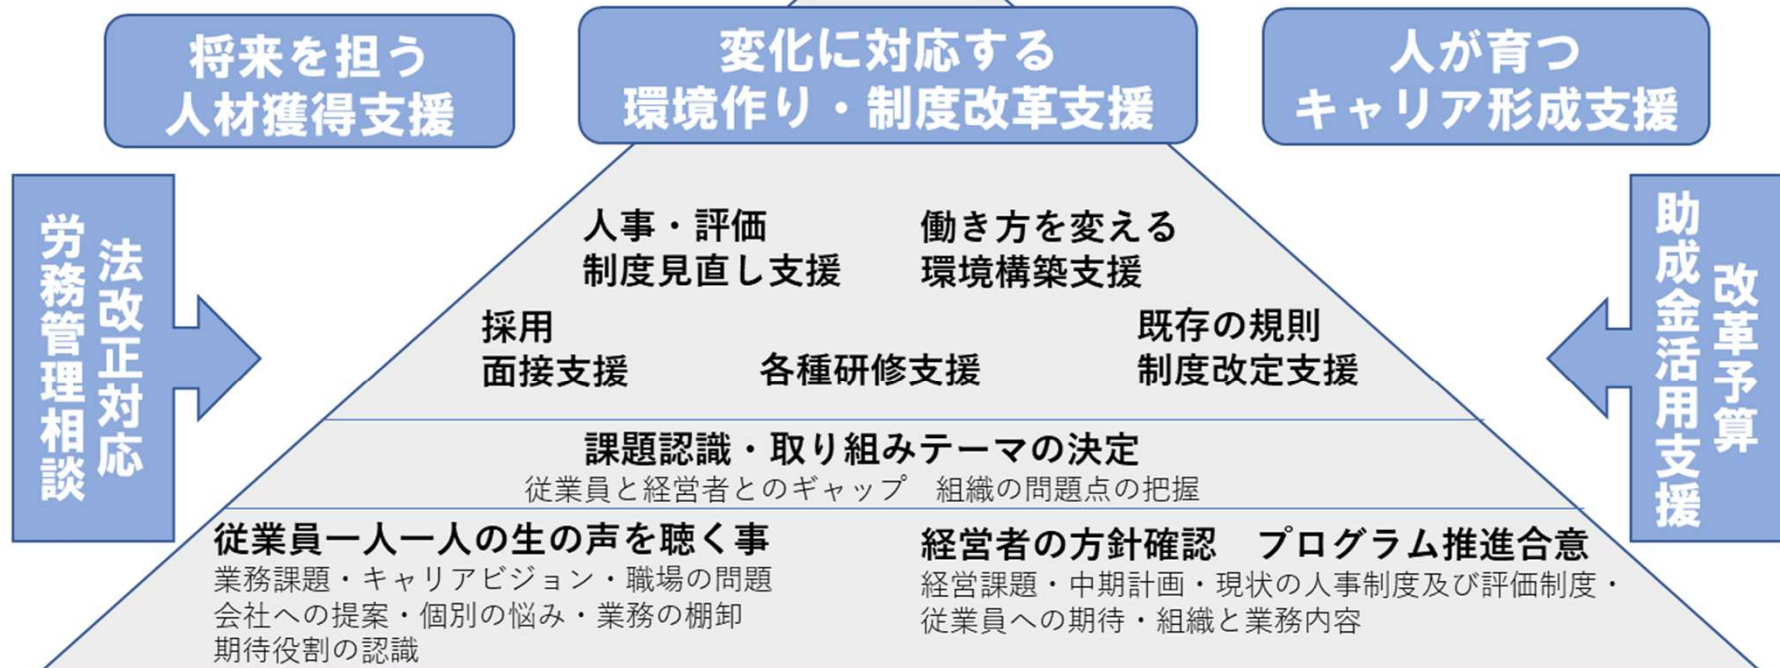 将来を担う
人材獲得支援
変化に対応する
環境作り・制度改革支援
人が育つ
キャリア形成支援
法改正対応
労務管理相談
改革予算
助成金活用支援
人事・評価
制度見直し支援
働き方を変える
環境構築支援
採用
面接支援
各種研修支援
既存の規則
制度改定支援
課題認識・取り組みテーマの決定
従業員と経営者とのギャップ　組織の問題点の把握
従業員一人一人の生の声を聴く事
業務課題・キャリアビジョン・職場の問題
会社への提案・個別の悩み・業務の棚卸
期待役割の認識
経営者の方針確認　プログラム推進合意
経営課題・中期計画・現状の人事制度及び評価制度・
従業員への期待・組織と業務内容